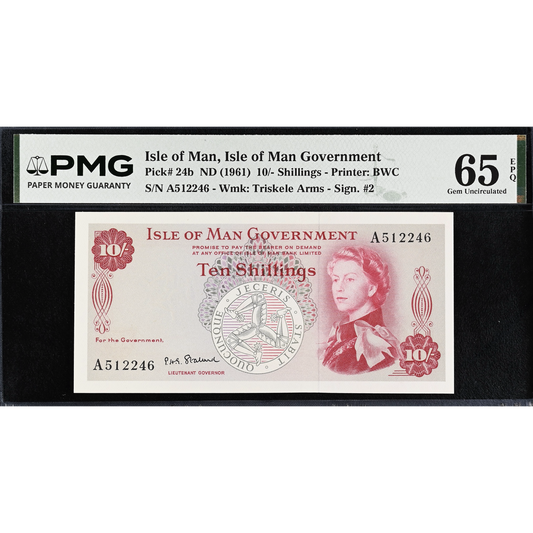 PMG
PAPER MONEY GUARANTY
Isle of Man, Isle of Man Government
Pick# 24b ND (1961) 10/- Shillings - Printer: BWC
S/N A512246 - Wmk: Triskele Arms - Sign. #2
65
EPQ
Gem Uncirculated
10/-
ISLE OF MAN GOVERNMENT
PROMISE TO PAY THE BEARER ON DEMAND
AT ANY OFFICE OF ISLE OF MAN BANK LIMITED
A512246
Ten Shillings
QUOCUNQUE JECERIS STABIT
For the Government,
A512246
LIEUTENANT GOVERNOR
10/-